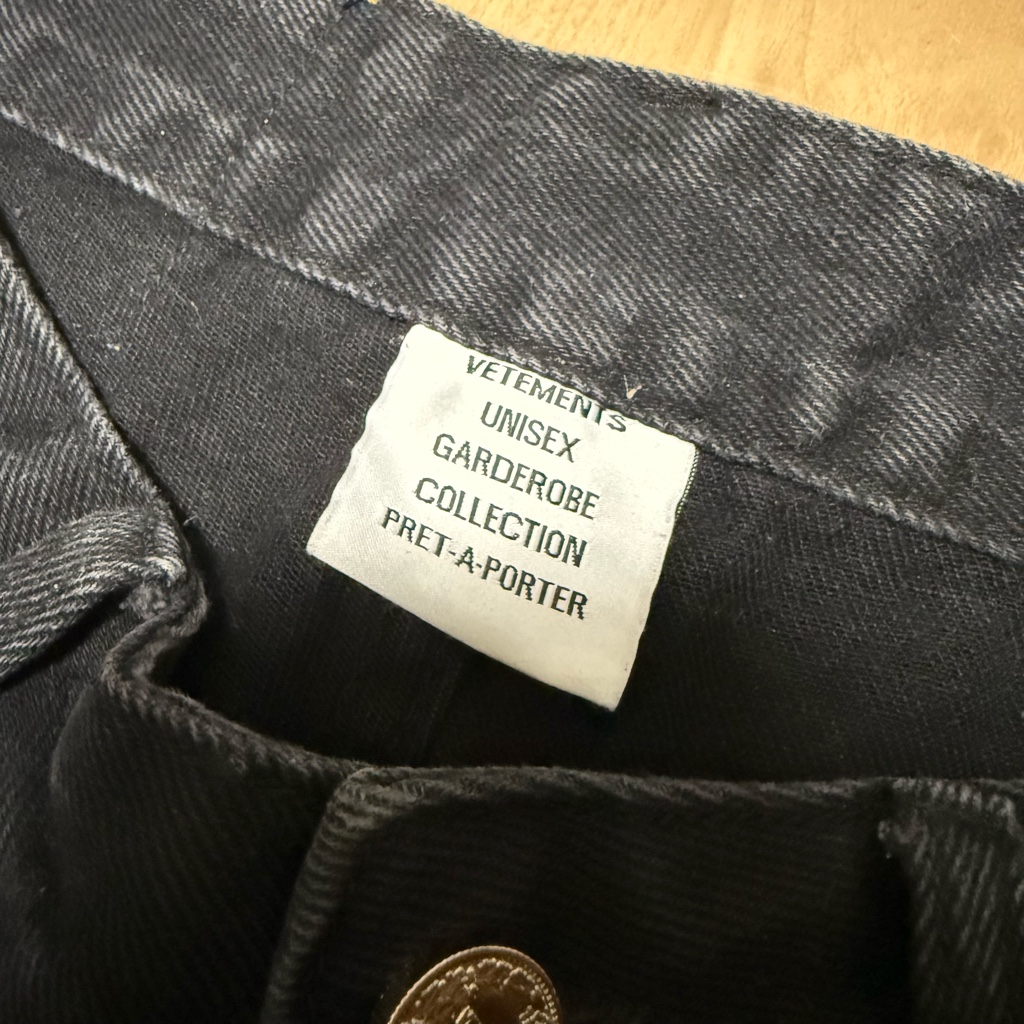 VETEMENTS
UNISEX
GARDEROBE
COLLECTION
PRET-A-PORTER